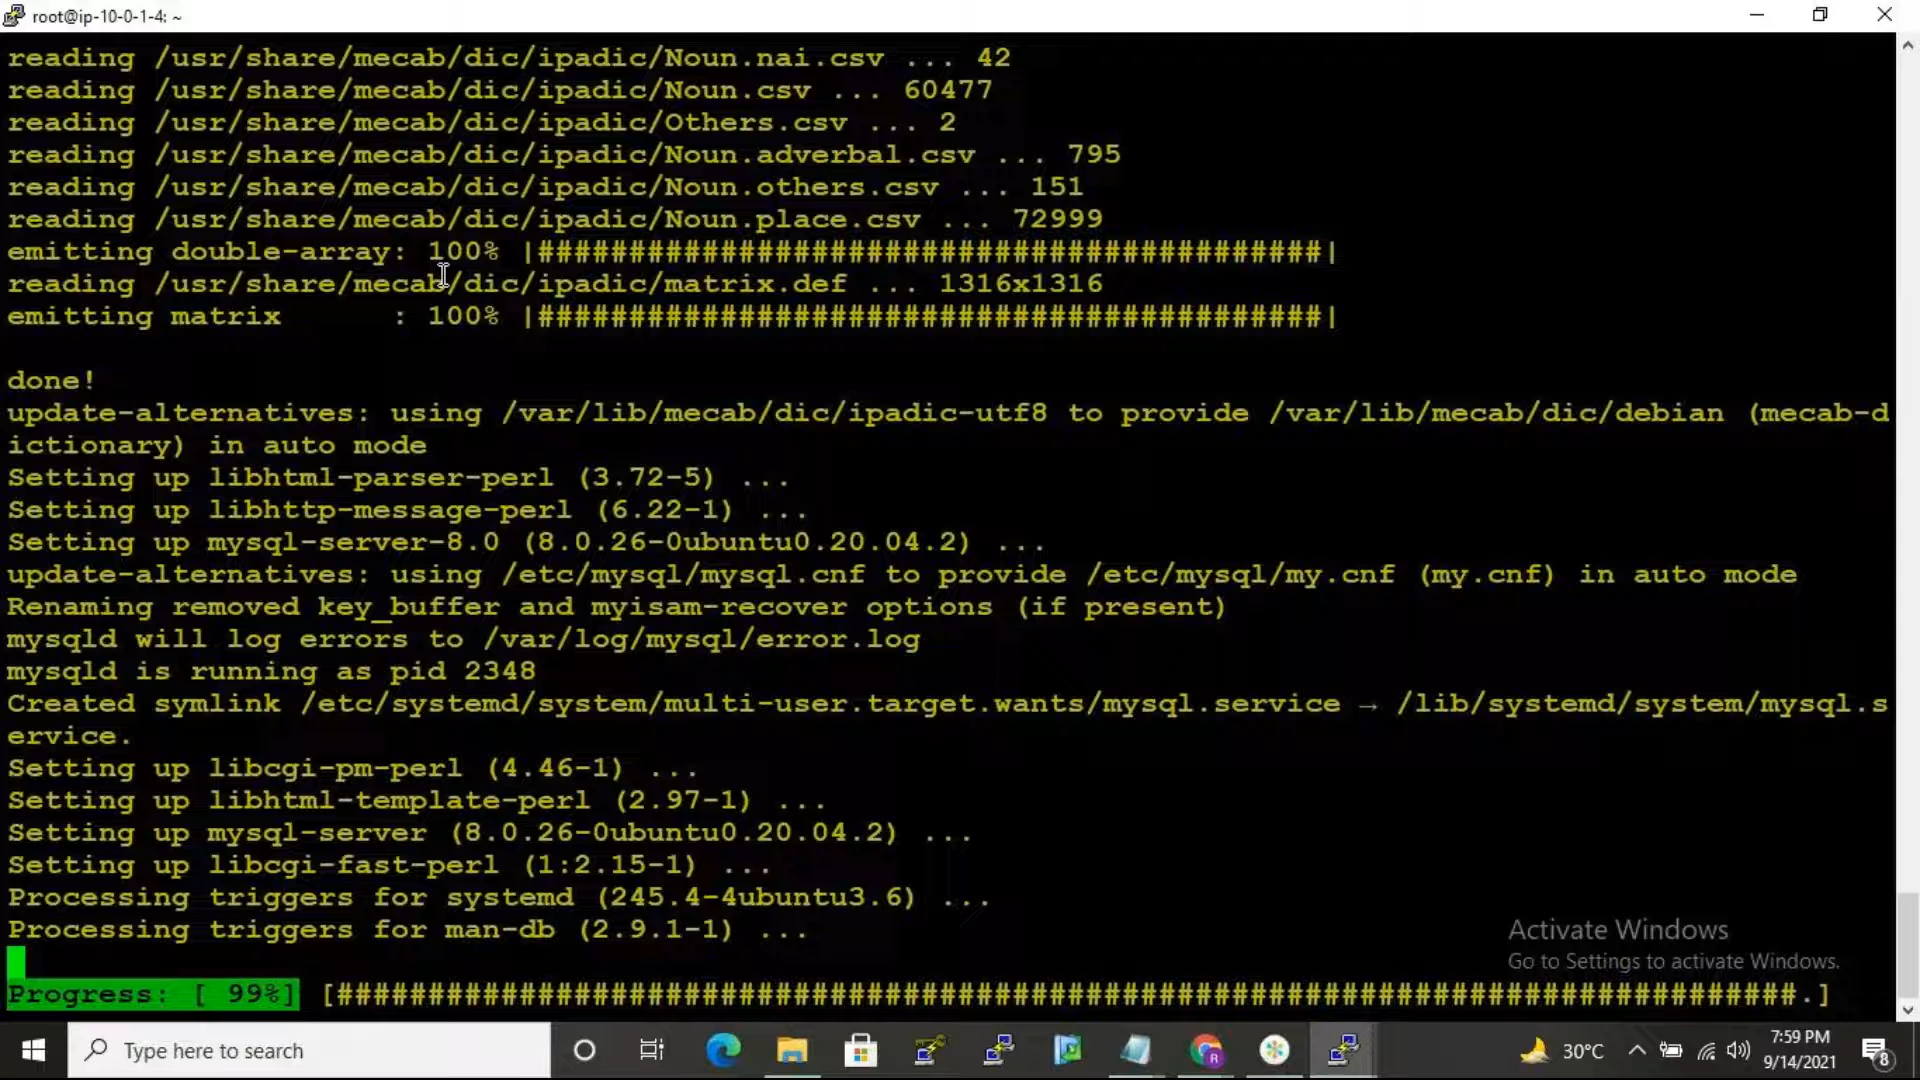 root@ip-10-0-1-4: ~
reading /usr/share/mecab/dic/ipadic/Noun.nai.csv ... 42
reading /usr/share/mecab/dic/ipadic/Noun.csv ... 60477
reading /usr/share/mecab/dic/ipadic/Others.csv ... 2
reading /usr/share/mecab/dic/ipadic/Noun.adverbal.csv ... 795
reading /usr/share/mecab/dic/ipadic/Noun.others.csv ... 151
reading /usr/share/mecab/dic/ipadic/Noun.place.csv ... 72999
emitting double-array: 100% |###########################################|
reading /usr/share/mecab/dic/ipadic/matrix.def ... 1316x1316
emitting matrix      : 100% |###########################################|
done!
update-alternatives: using /var/lib/mecab/dic/ipadic-utf8 to provide /var/lib/mecab/dic/debian (mecab-d
ictionary) in auto mode
Setting up libhtml-parser-perl (3.72-5) ...
Setting up libhttp-message-perl (6.22-1) ...
Setting up mysql-server-8.0 (8.0.26-0ubuntu0.20.04.2) ...
update-alternatives: using /etc/mysql/mysql.cnf to provide /etc/mysql/my.cnf (my.cnf) in auto mode
Renaming removed key_buffer and myisam-recover options (if present)
mysqld will log errors to /var/log/mysql/error.log
mysqld is running as pid 2348
Created symlink /etc/systemd/system/multi-user.target.wants/mysql.service → /lib/systemd/system/mysql.s
ervice.
Setting up libcgi-pm-perl (4.46-1) ...
Setting up libhtml-template-perl (2.97-1) ...
Setting up mysql-server (8.0.26-0ubuntu0.20.04.2) ...
Setting up libcgi-fast-perl (1:2.15-1) ...
Processing triggers for systemd (245.4-4ubuntu3.6) ...
Processing triggers for man-db (2.9.1-1) ...
Activate Windows
Go to Settings to activate Windows.
Progress: [ 99%] [################################################################################.]
Type here to search
R
30°C
7:59 PM
9/14/2021
8